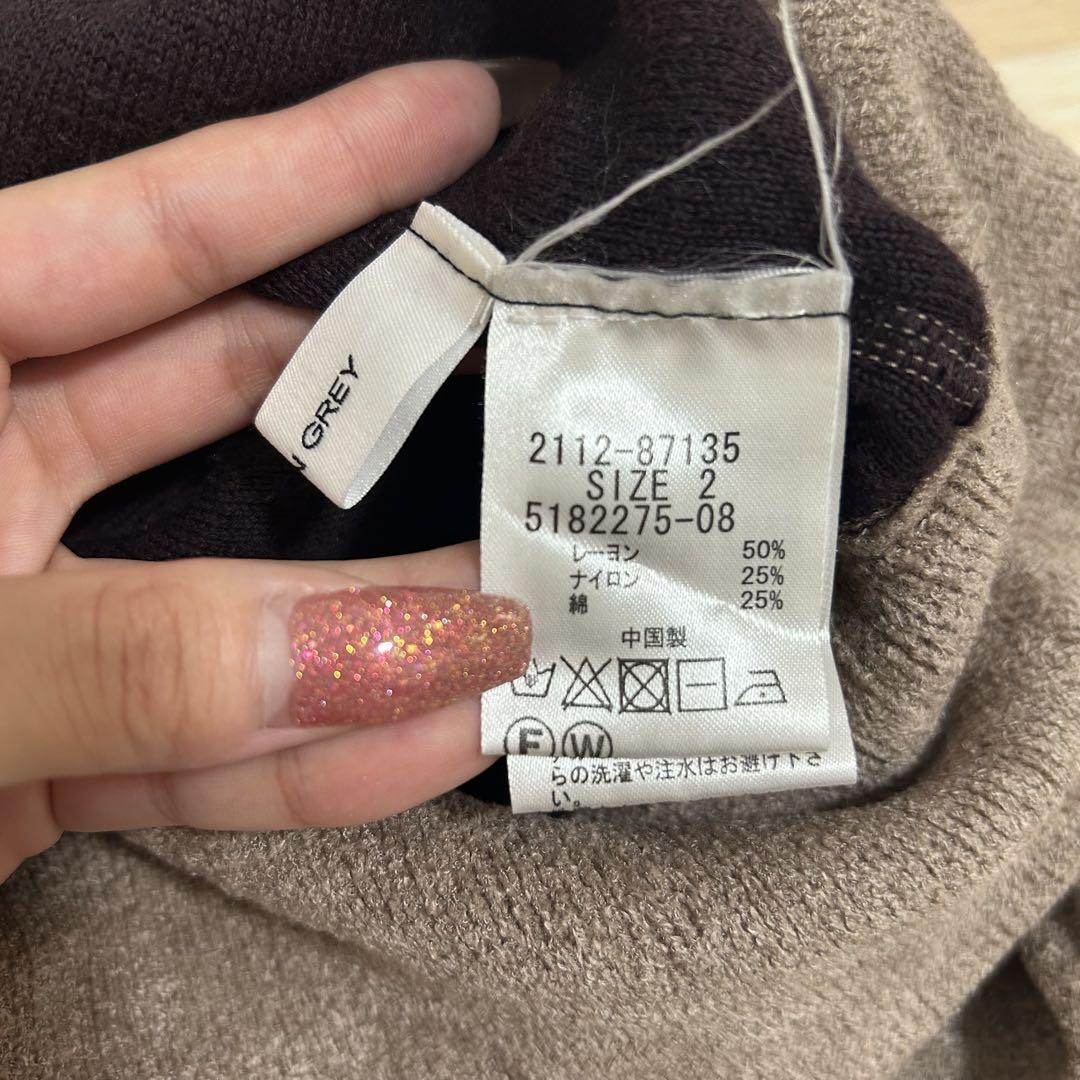 GREY
2112-87135
SIZE 2
5182275-08
レーヨン 50%
ナイロン 25%
綿 25%
中国製
F W
の洗濯や注水はお避け下さ
い。